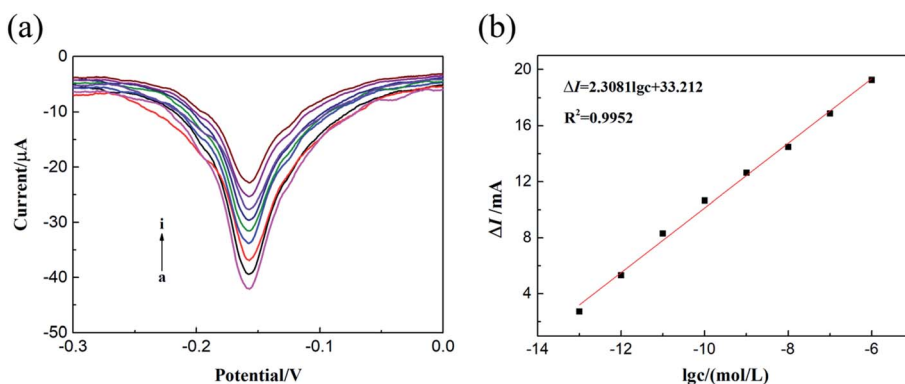 (a)
0
-10
-20
-30
-40
-50
Current/μA
i
a
-0.3
-0.2
-0.1
0.0
Potential/V
(b)
20
16
12
8
4
ΔI /mA
ΔI=2.3081lgc+33.212
R²=0.9952
-14
-12
-10
-8
-6
-4
lgc/(mol/L)